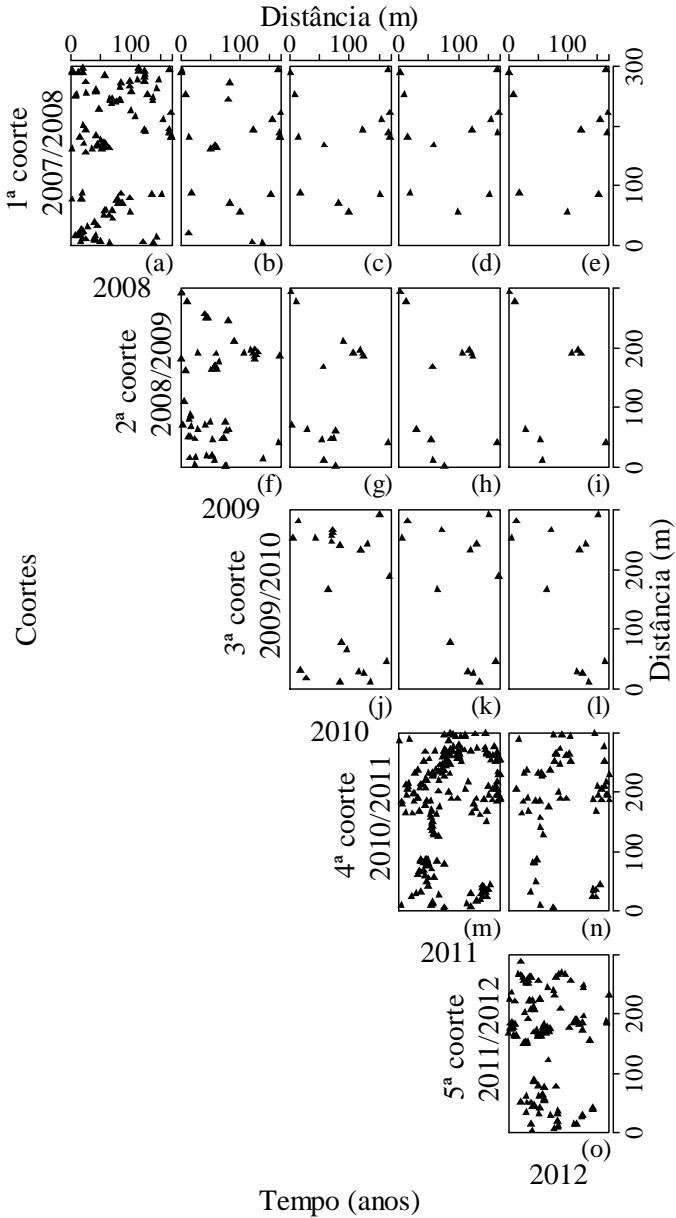 Distância (m)
0 100 0 100 0 100 0 100 0 100
1ª coorte
2007/2008
300
100
0
(a) (b) (c) (d) (e)
2008
2ª coorte
2008/2009
200
100
0
(f) (g) (h) (i)
2009
Coortes
3ª coorte
2009/2010
200
100
0
Distância (m)
(j) (k) (l)
2010
4ª coorte
2010/2011
200
100
0
(m) (n)
2011
5ª coorte
2011/2012
200
100
0
(o)
2012
Tempo (anos)